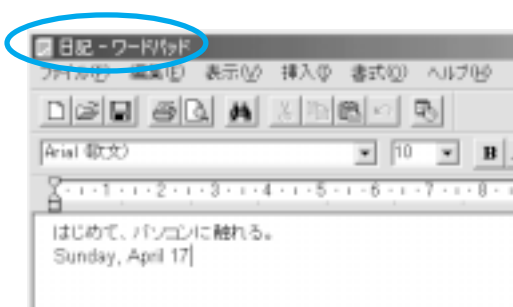 日記 - ワードパッド
ファイル(F) 編集(E) 表示(V) 挿入(I) 書式(O) ヘルプ(H)
Arial (欧文) 10 B
1 2 3 4 5 6 7 8
はじめて、パソコンに触れる。
Sunday, April 17